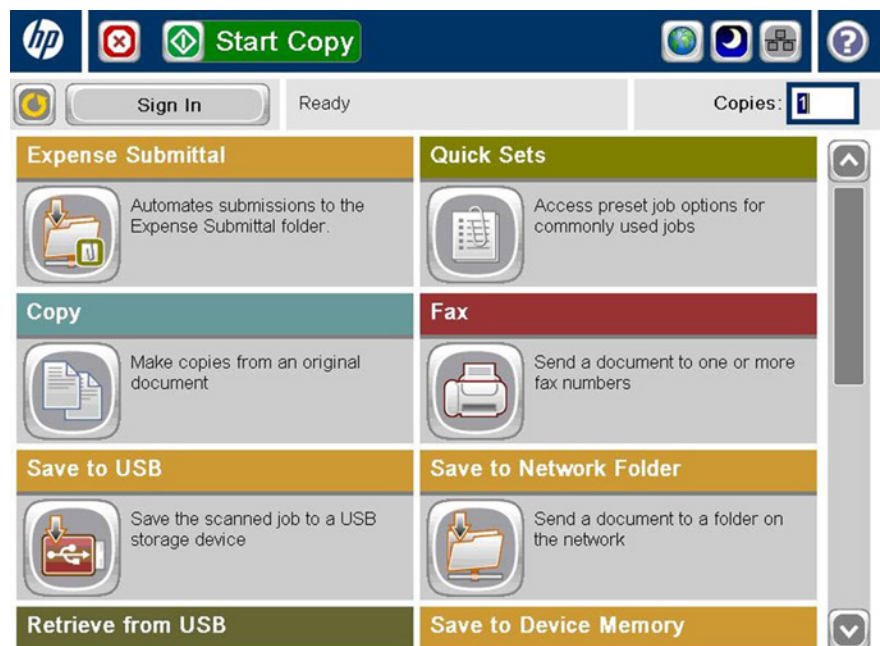 hp
Start Copy
?
Sign In
Ready
Copies: 1
Expense Submittal
Automates submissions to the
Expense Submittal folder.
Quick Sets
Access preset job options for
commonly used jobs
Copy
Make copies from an original
document
Fax
Send a document to one or more
fax numbers
Save to USB
Save the scanned job to a USB
storage device
Save to Network Folder
Send a document to a folder on
the network
Retrieve from USB
Save to Device Memory